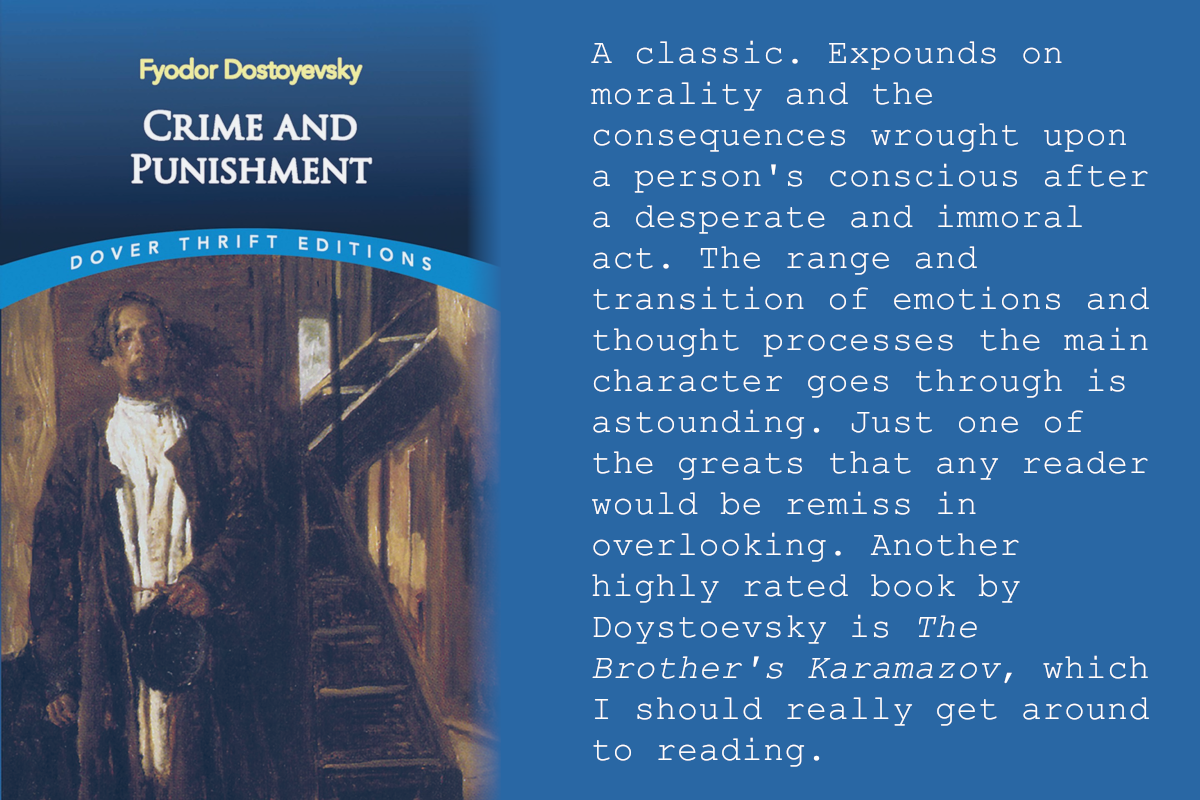 Fyodor Dostoyevsky
CRIME AND
PUNISHMENT
DOVER THRIFT EDITIONS
A classic. Expounds on
morality and the
consequences wrought upon
a person's conscious after
a desperate and immoral
act. The range and
transition of emotions and
thought processes the main
character goes through is
astounding. Just one of
the greats that any reader
would be remiss in
overlooking. Another
highly rated book by
Doystoevsky is The
Brother's Karamazov, which
I should really get around
to reading.